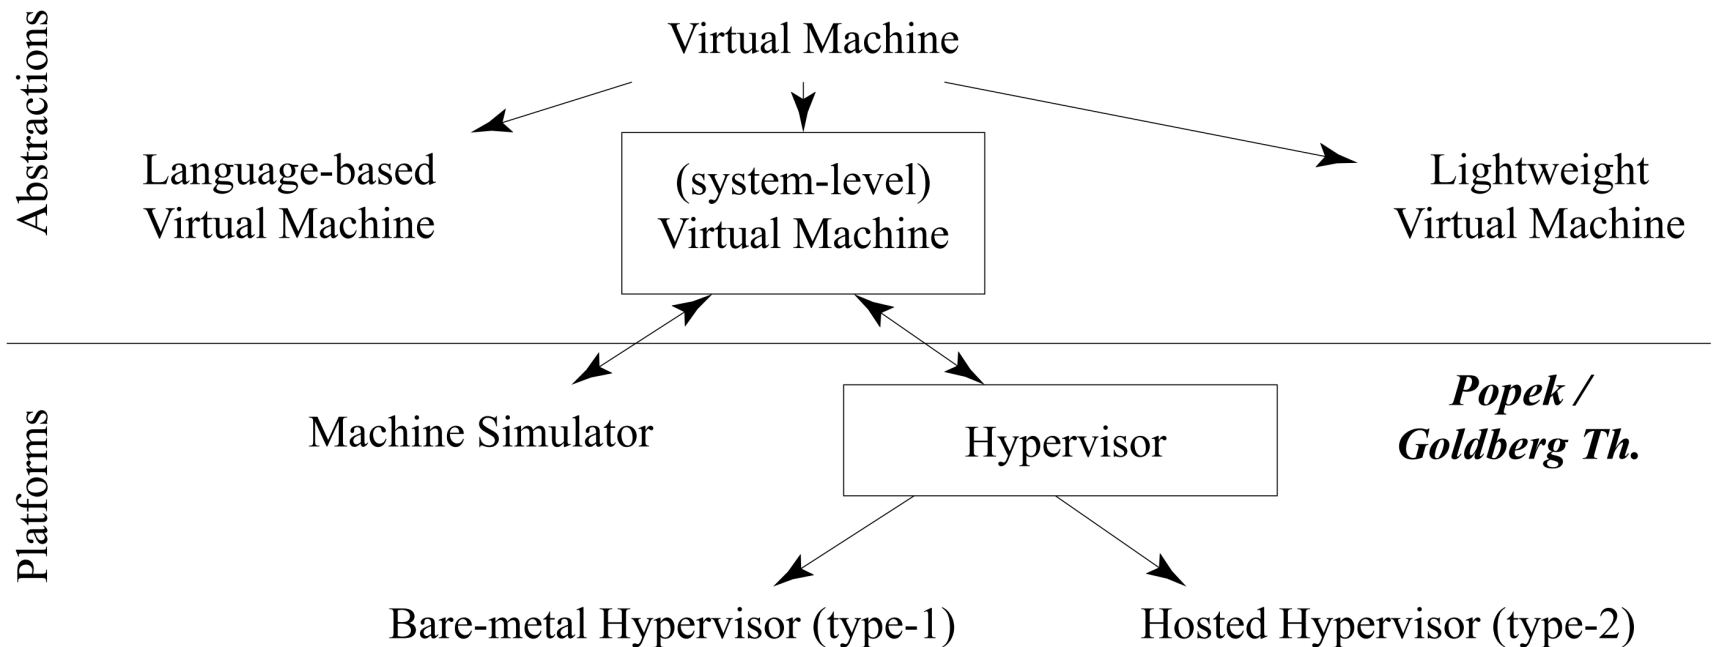 Abstractions
Virtual Machine
Language-based
Virtual Machine
(system-level)
Virtual Machine
Lightweight
Virtual Machine
Platforms
Machine Simulator
Hypervisor
Popek /
Goldberg Th.
Bare-metal Hypervisor (type-1)
Hosted Hypervisor (type-2)